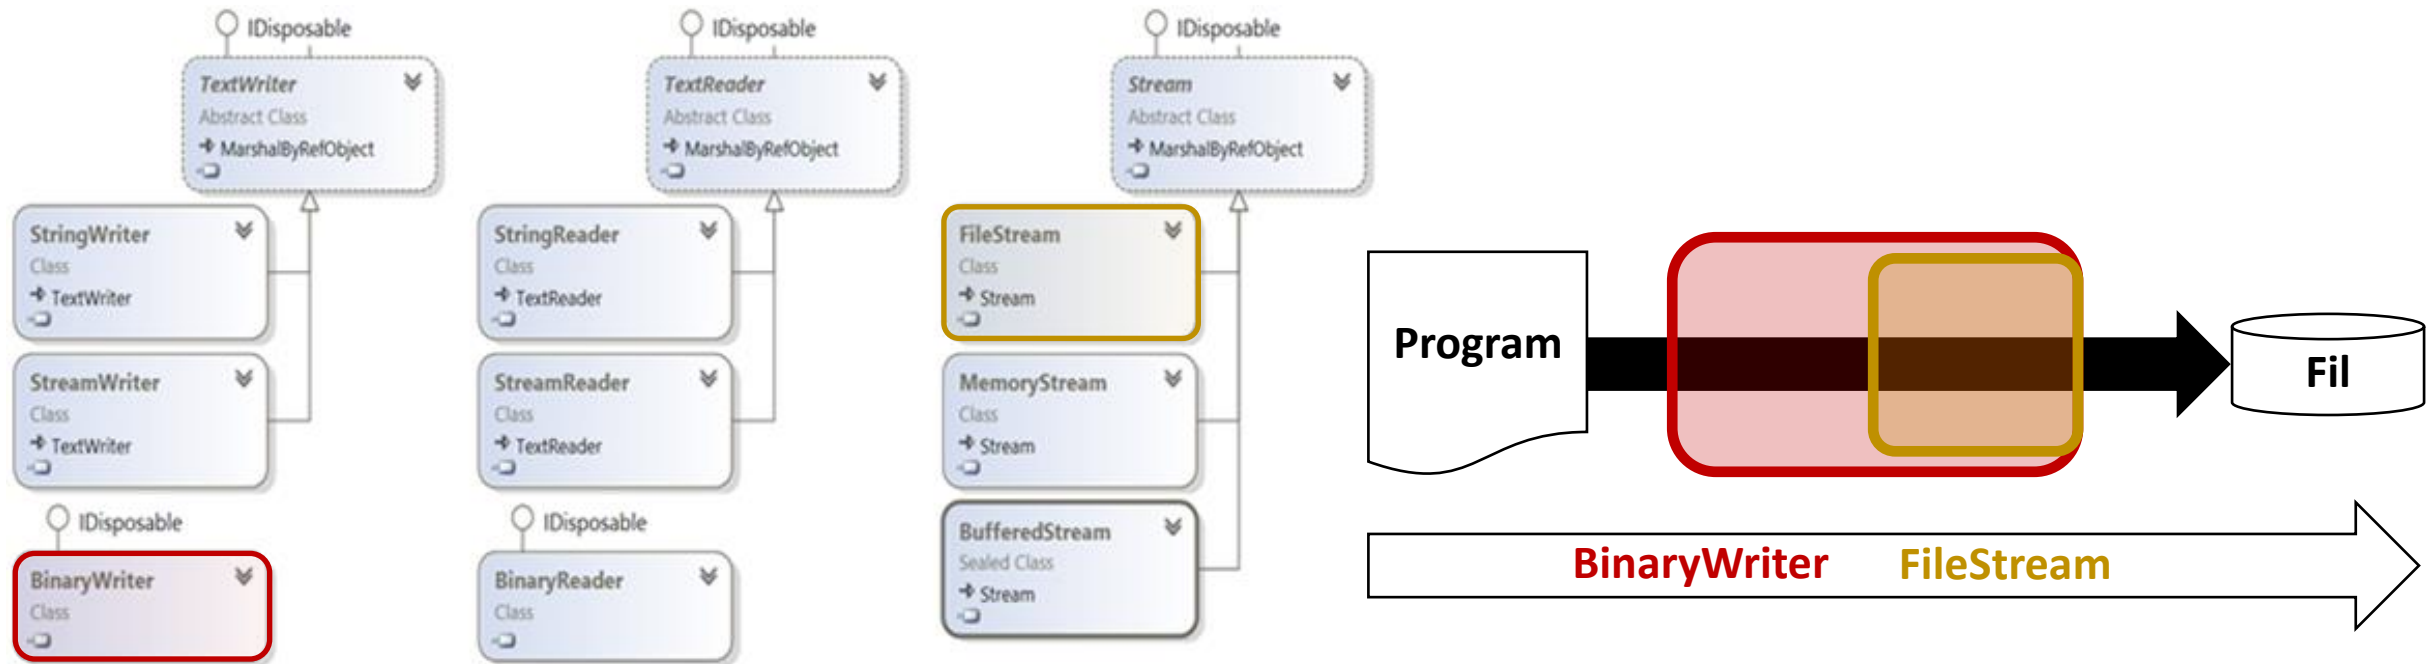 IDisposable
TextWriter
Abstract Class
MarshalByRefObject
StringWriter
Class
TextWriter
StreamWriter
Class
TextWriter
IDisposable
BinaryWriter
Class
IDisposable
TextReader
Abstract Class
MarshalByRefObject
StringReader
Class
TextReader
StreamReader
Class
TextReader
IDisposable
BinaryReader
Class
IDisposable
Stream
Abstract Class
MarshalByRefObject
FileStream
Class
Stream
MemoryStream
Class
Stream
BufferedStream
Sealed Class
Stream
Program
Fil
BinaryWriter FileStream